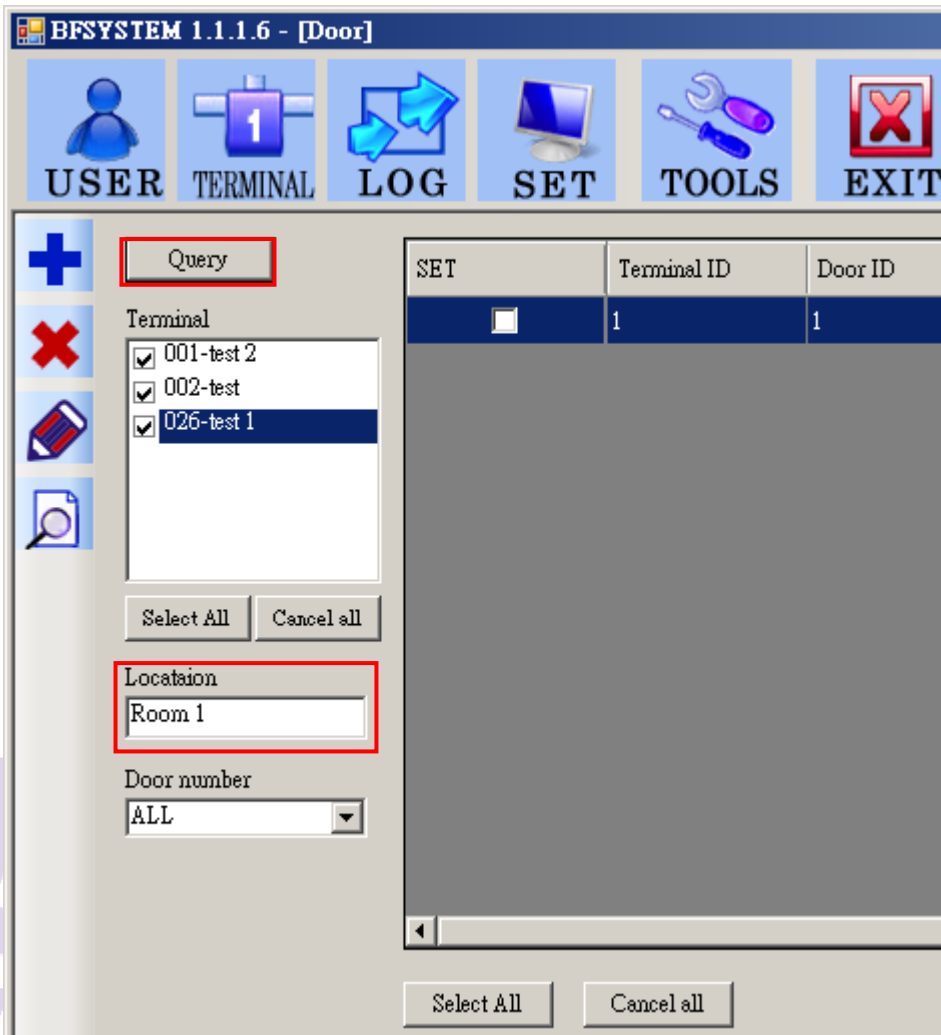 BFSYSTEM 1.1.1.6 - [Door]
USER TERMINAL LOG SET TOOLS EXIT
1
Query
SET Terminal ID Door ID
1 1
Terminal
001-test 2
002-test
026-test 1
Select All Cancel all
Locataion
Room 1
Door number
ALL
Select All Cancel all